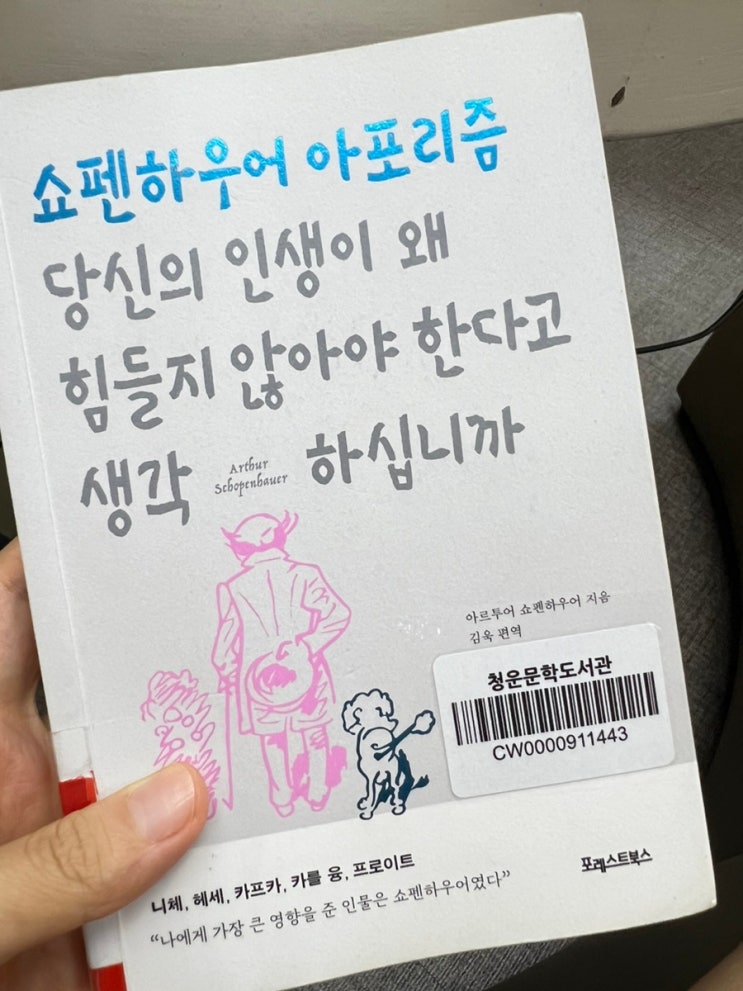 쇼펜하우어 아포리즘
당신의 인생이 왜
힘들지 않아야 한다고
생각 하십니까
Arthur
Schopenhauer
아르투어 쇼펜하우어 지음
김욱 편역
청운문학도서관
CW0000911443
니체, 헤세, 카프카, 카를 융, 프로이트
“나에게 가장 큰 영향을 준 인물은 쇼펜하우어였다”
포레스트북스